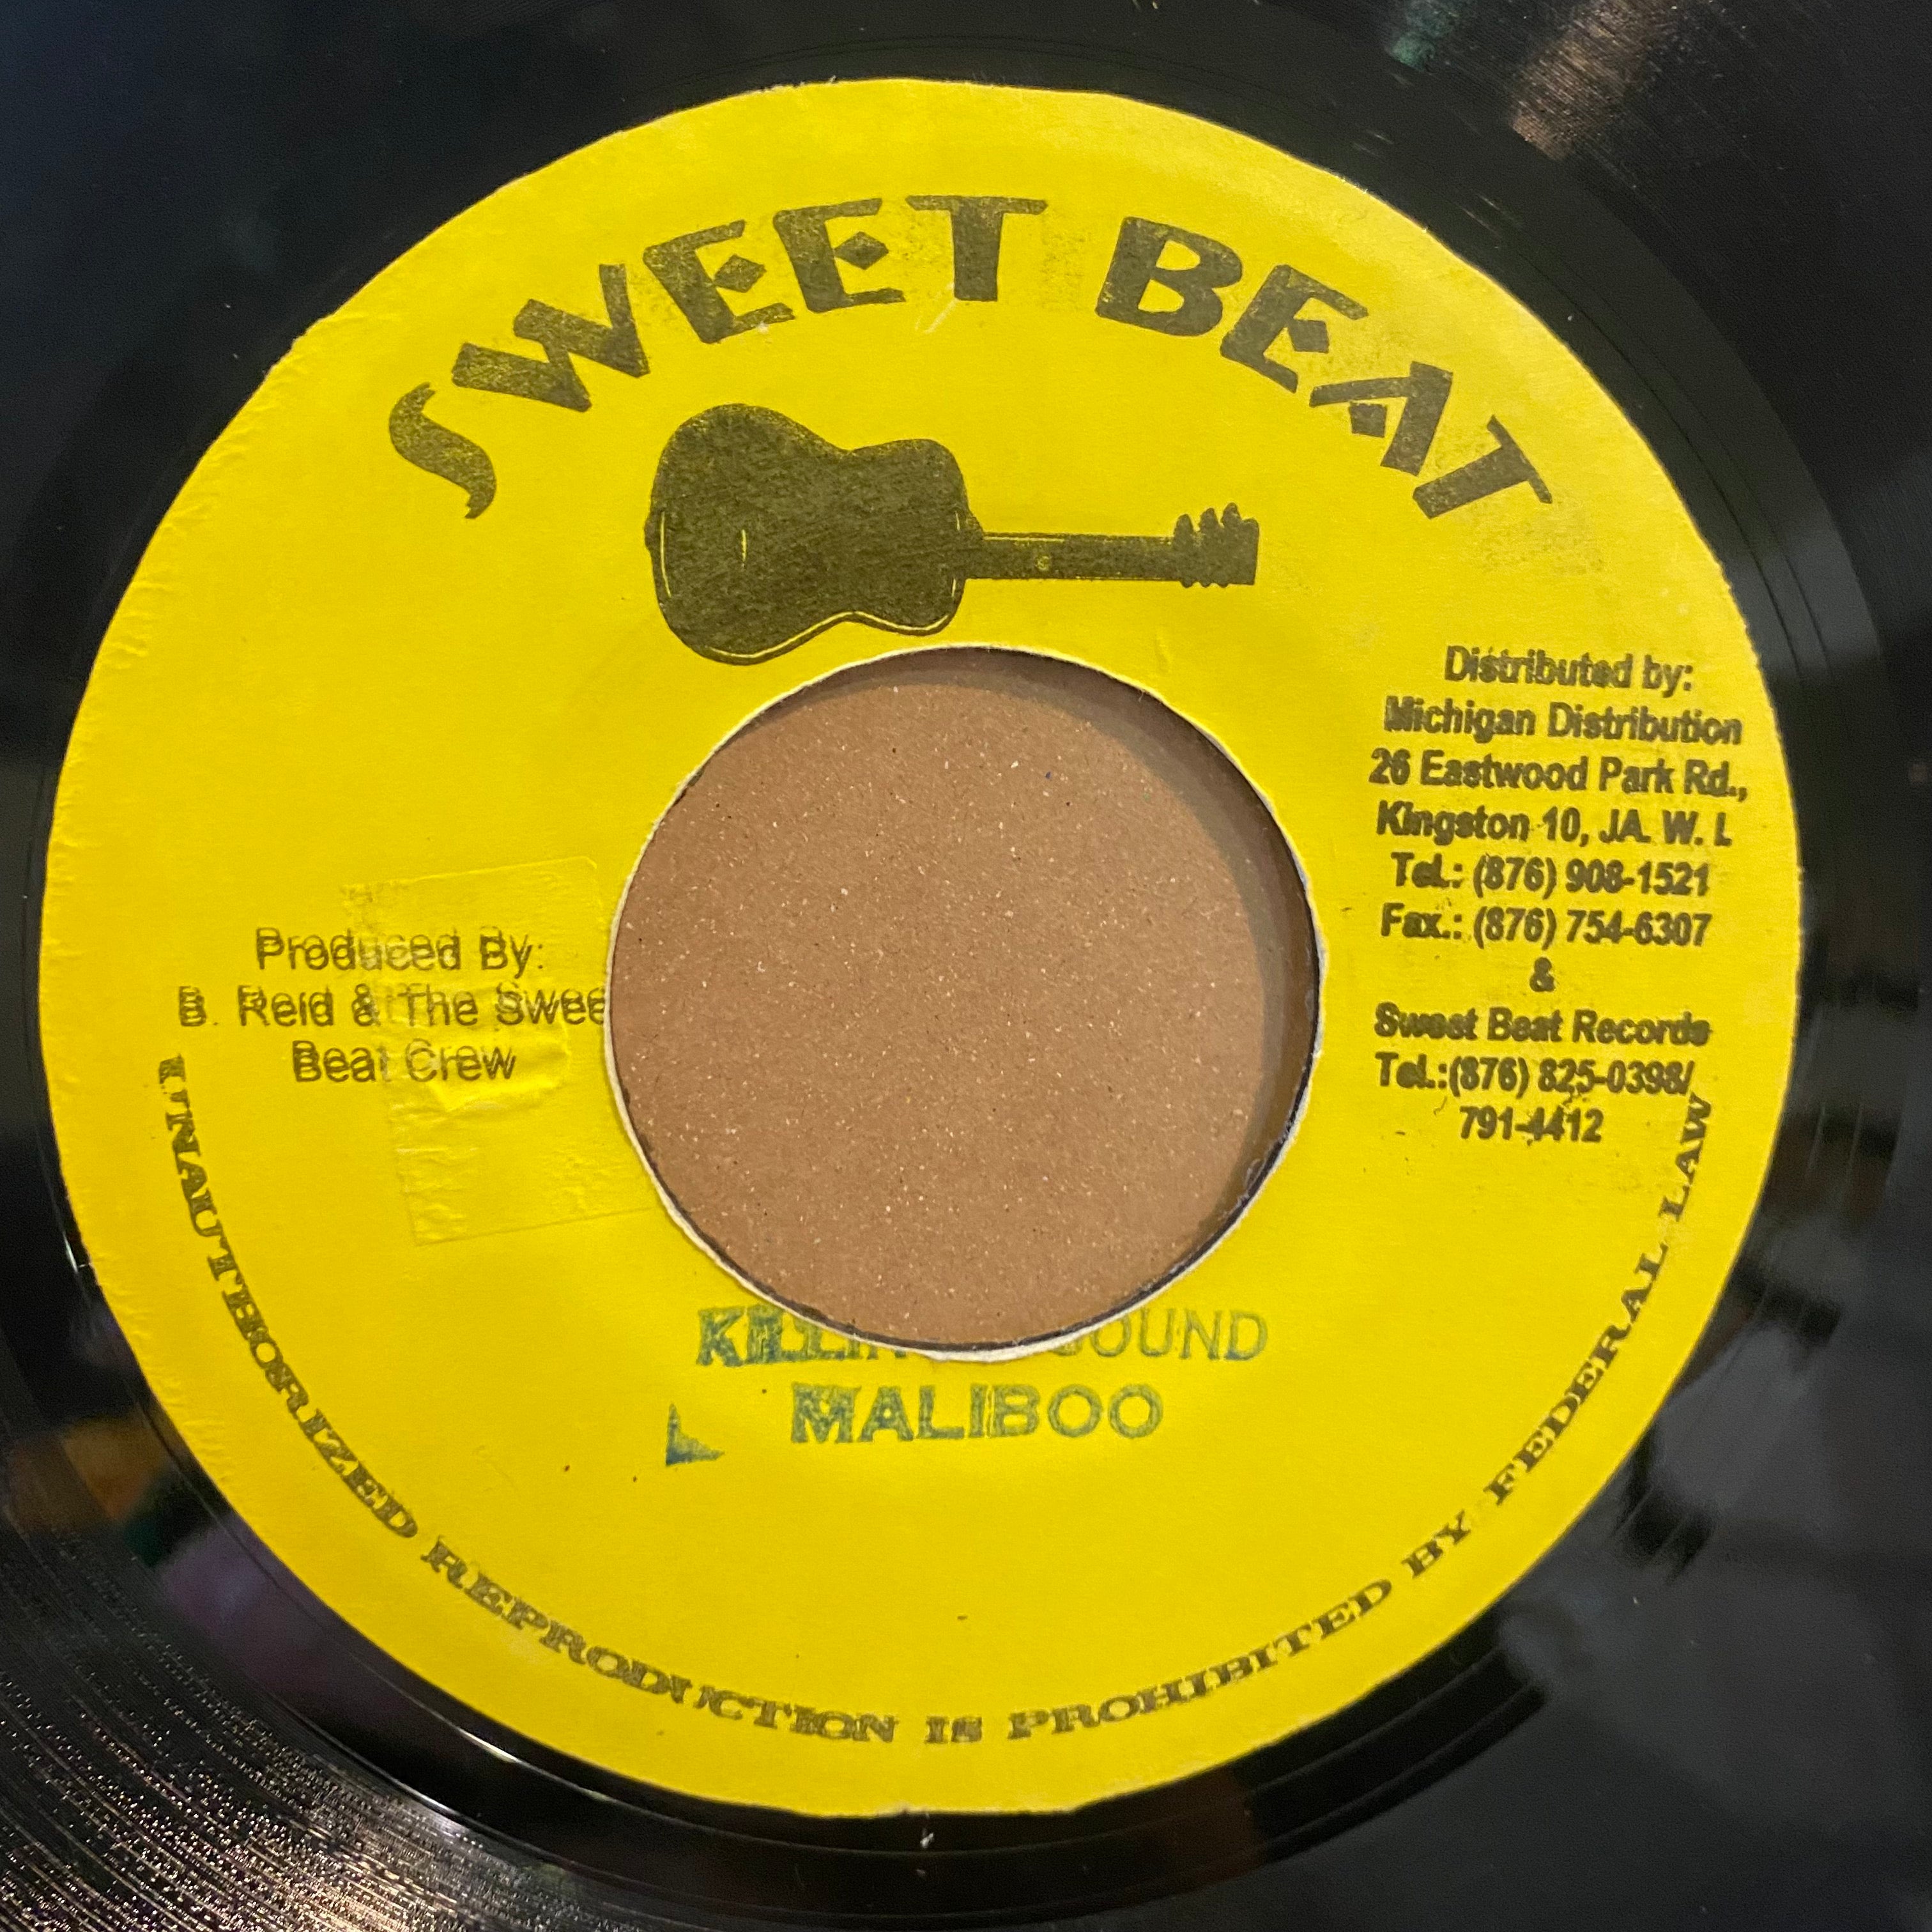 SWEET BEAT
Distributed by:
Michigan Distribution
26 Eastwood Park Rd.,
Kingston 10, JA. W. I.
Tel.: (876) 908-1521
Fax.: (876) 754-6307
&
Sweet Beat Records
Tel.:(876) 825-0398/
791-4412
Produced By:
B. Reid & The Swee
Beat Crew
MALIBOO
UNAUTHORIZED REPRODUCTION IS PROHIBITED BY FEDERAL LAW